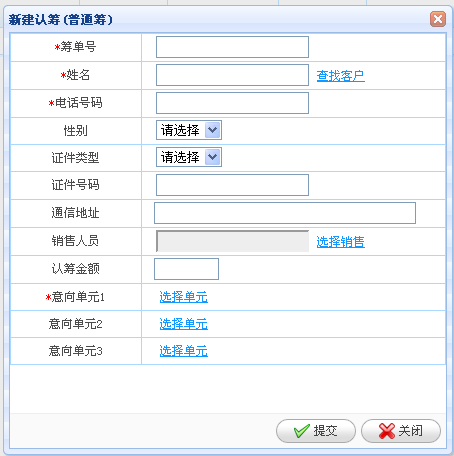 新建认筹(普通筹)
*筹单号
*姓名 查找客户
*电话号码
性别 请选择
证件类型 请选择
证件号码
通信地址
销售人员 选择销售
认筹金额
*意向单元1 选择单元
意向单元2 选择单元
意向单元3 选择单元
提交 关闭